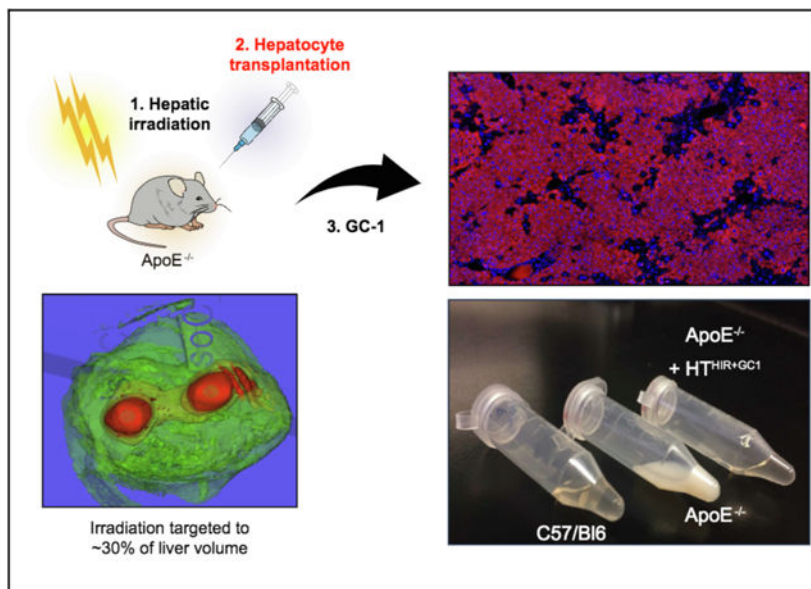 2. Hepatocyte
transplantation
1. Hepatic
irradiation
3. GC-1
ApoE⁻/⁻
Irradiation targeted to
~30% of liver volume
ApoE⁻/⁻
+ HTᴴᴵᴿ⁺ᴳᶜ¹
C57/Bl6
ApoE⁻/⁻